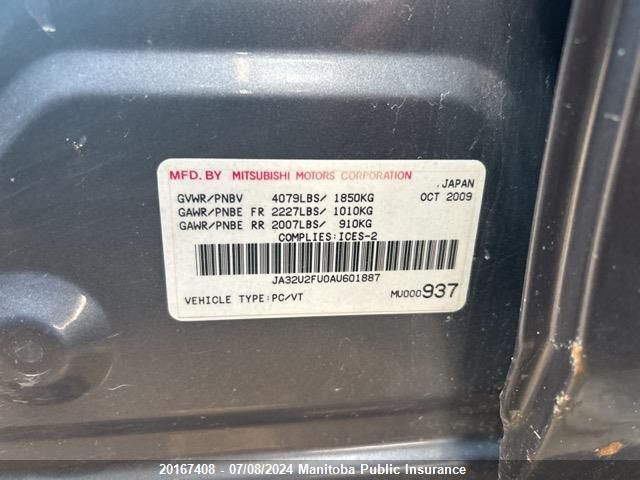 MFD. BY MITSUBISHI MOTORS CORPORATION
JAPAN
GVWR/PNBV 4079LBS/ 1850KG OCT 2009
GAWR/PNBE FR 2227LBS/ 1010KG
GAWR/PNBE RR 2007LBS/ 910KG
COMPLIES:ICES-2
JA32U2FU0AU601887
VEHICLE TYPE:PC/VT MU000937
20167408 - 07/08/2024 Manitoba Public Insurance